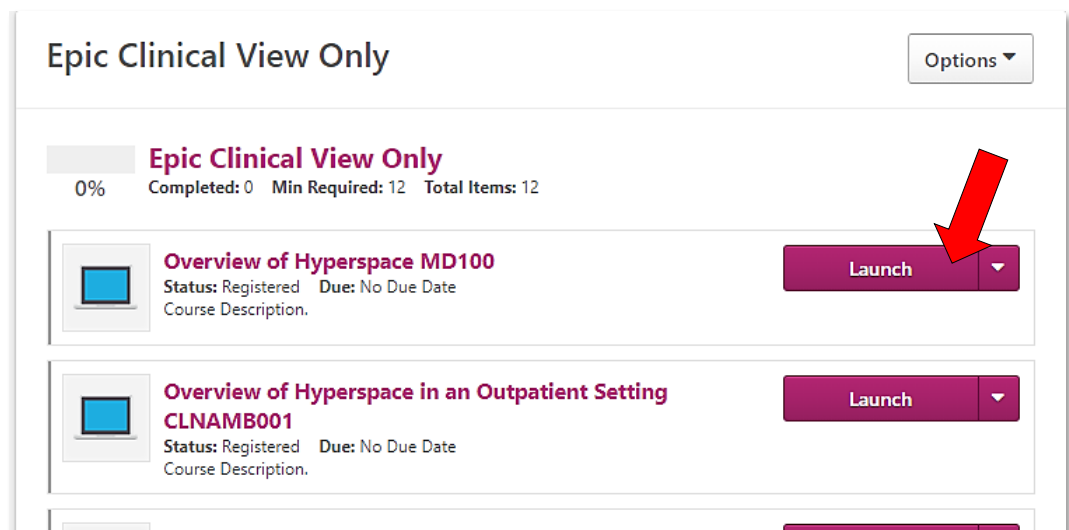 Epic Clinical View Only
Options
Epic Clinical View Only
0%
Completed: 0 Min Required: 12 Total Items: 12
Overview of Hyperspace MD100
Status: Registered Due: No Due Date
Course Description.
Launch
Overview of Hyperspace in an Outpatient Setting
CLNAMB001
Status: Registered Due: No Due Date
Course Description.
Launch